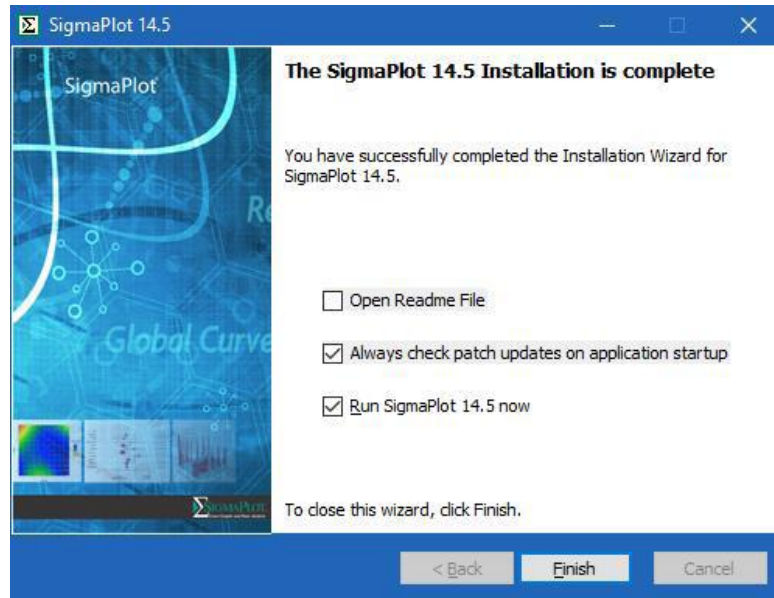 SigmaPlot 14.5
SigmaPlot
The SigmaPlot 14.5 Installation is complete
You have successfully completed the Installation Wizard for
SigmaPlot 14.5.
Re
Global Curve
Open Readme File
Always check patch updates on application startup
Run SigmaPlot 14.5 now
SIGMAPLOT
To close this wizard, click Finish.
< Back
Finish
Cancel